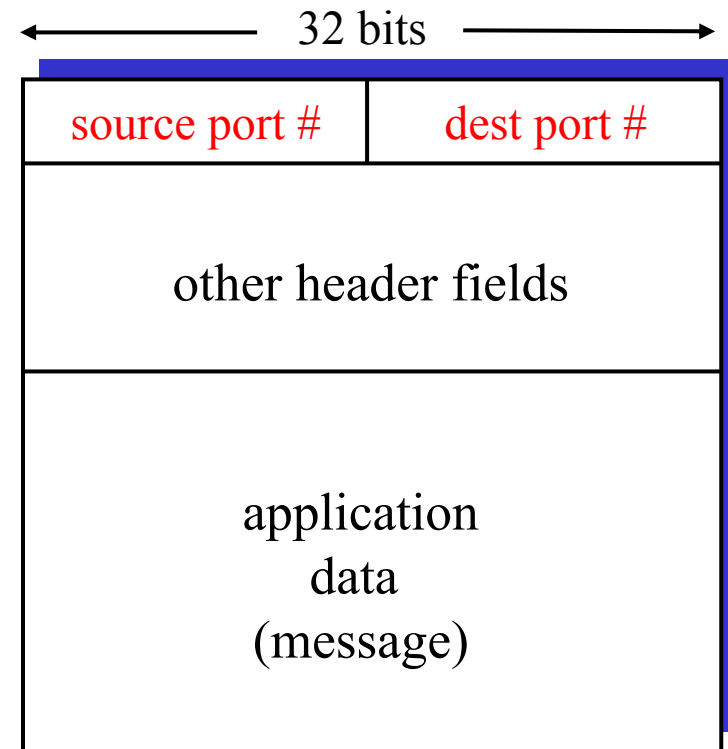 32 bits
source port # dest port #
other header fields
application
data
(message)